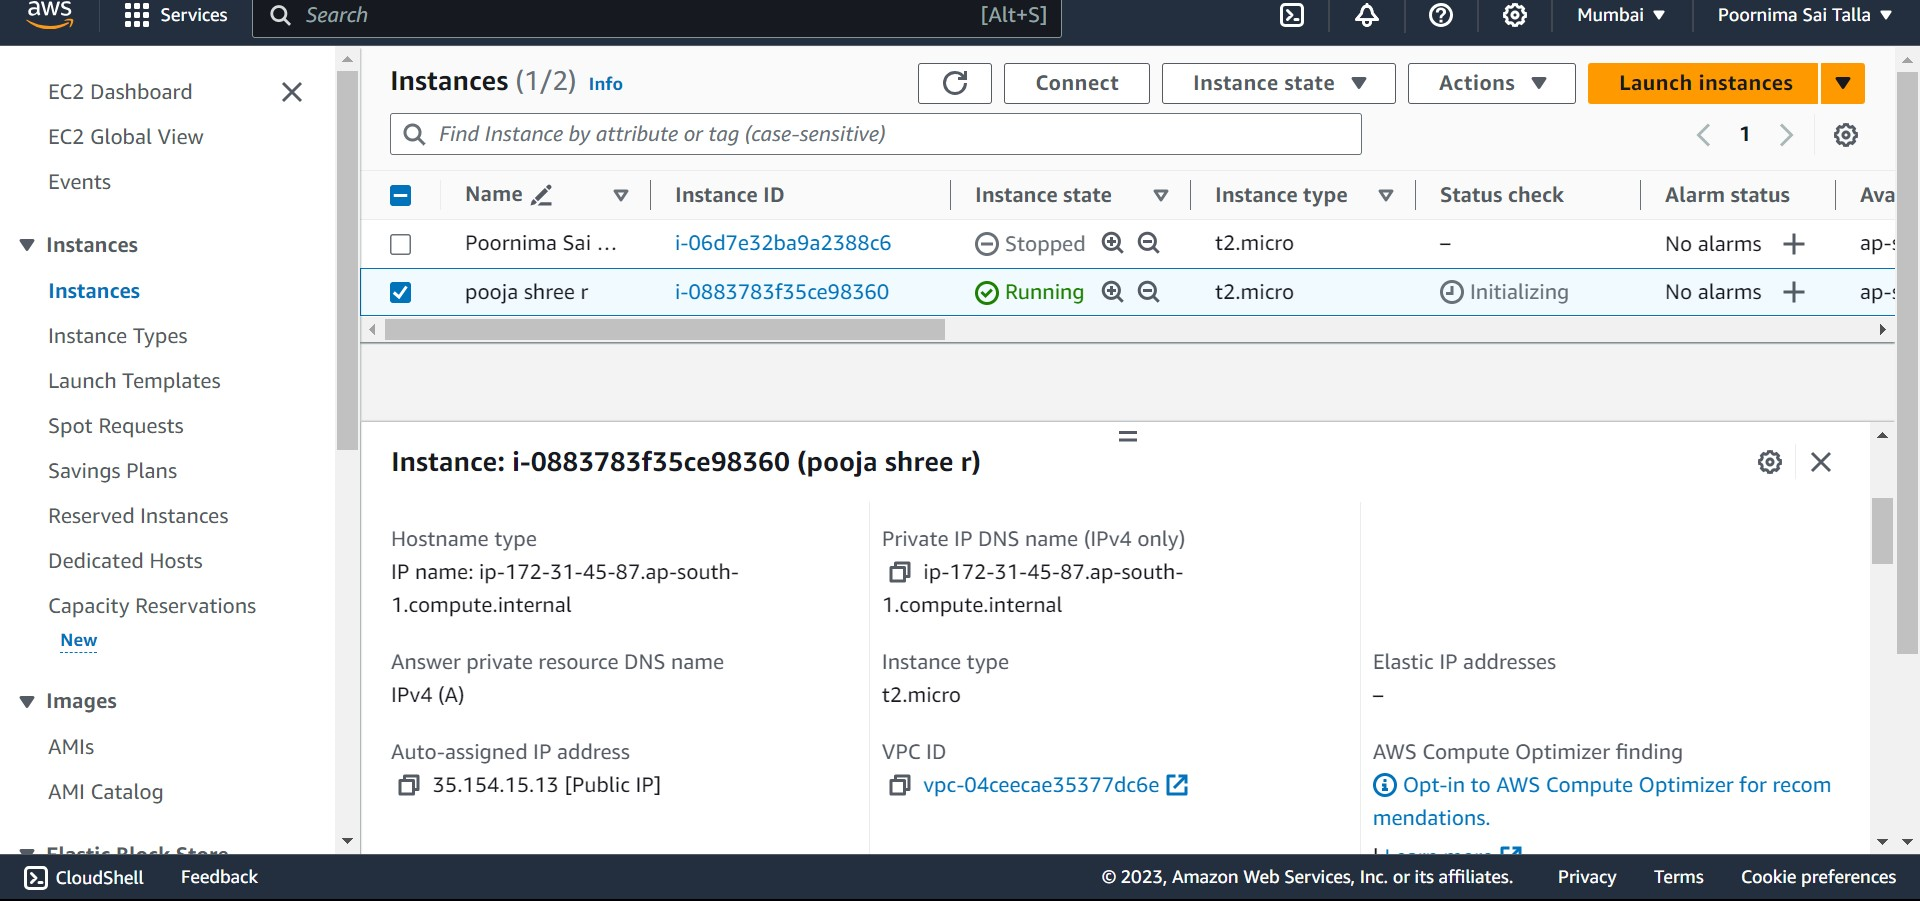 aws
Services
Search
[Alt+S]
Mumbai
Poornima Sai Talla
EC2 Dashboard
EC2 Global View
Events
Instances
Instances
Instance Types
Launch Templates
Spot Requests
Savings Plans
Reserved Instances
Dedicated Hosts
Capacity Reservations
New
Images
AMIs
AMI Catalog
Elastic Block Store
Instances (1/2) Info
Connect
Instance state
Actions
Launch instances
Find Instance by attribute or tag (case-sensitive)
1
Name Instance ID Instance state Instance type Status check Alarm status Ava
Poornima Sai ... i-06d7e32ba9a2388c6 Stopped t2.micro – No alarms + ap-s
pooja shree r i-0883783f35ce98360 Running t2.micro Initializing No alarms + ap-s
Instance: i-0883783f35ce98360 (pooja shree r)
Hostname type
IP name: ip-172-31-45-87.ap-south-
1.compute.internal
Private IP DNS name (IPv4 only)
ip-172-31-45-87.ap-south-
1.compute.internal
Answer private resource DNS name
IPv4 (A)
Instance type
t2.micro
Elastic IP addresses
–
Auto-assigned IP address
35.154.15.13 [Public IP]
VPC ID
vpc-04ceecae35377dc6e
AWS Compute Optimizer finding
Opt-in to AWS Compute Optimizer for recom
mendations.
| Learn more
CloudShell
Feedback
© 2023, Amazon Web Services, Inc. or its affiliates.
Privacy
Terms
Cookie preferences